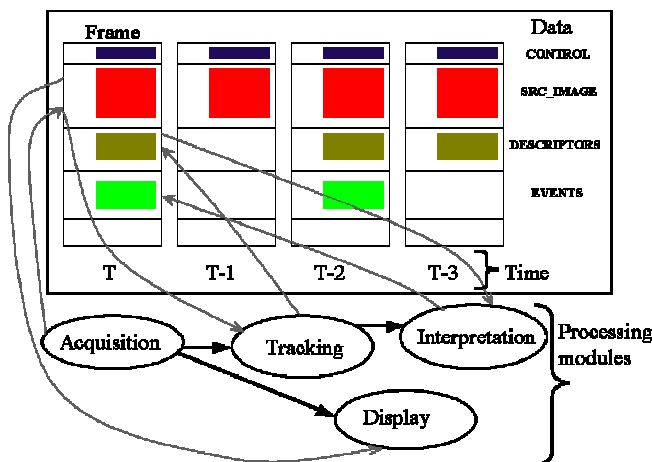 Frame
Data
CONTROL
SRC_IMAGE
DESCRIPTORS
EVENTS
T
T-1
T-2
T-3
Time
Acquisition
Tracking
Interpretation
Display
Processing
modules